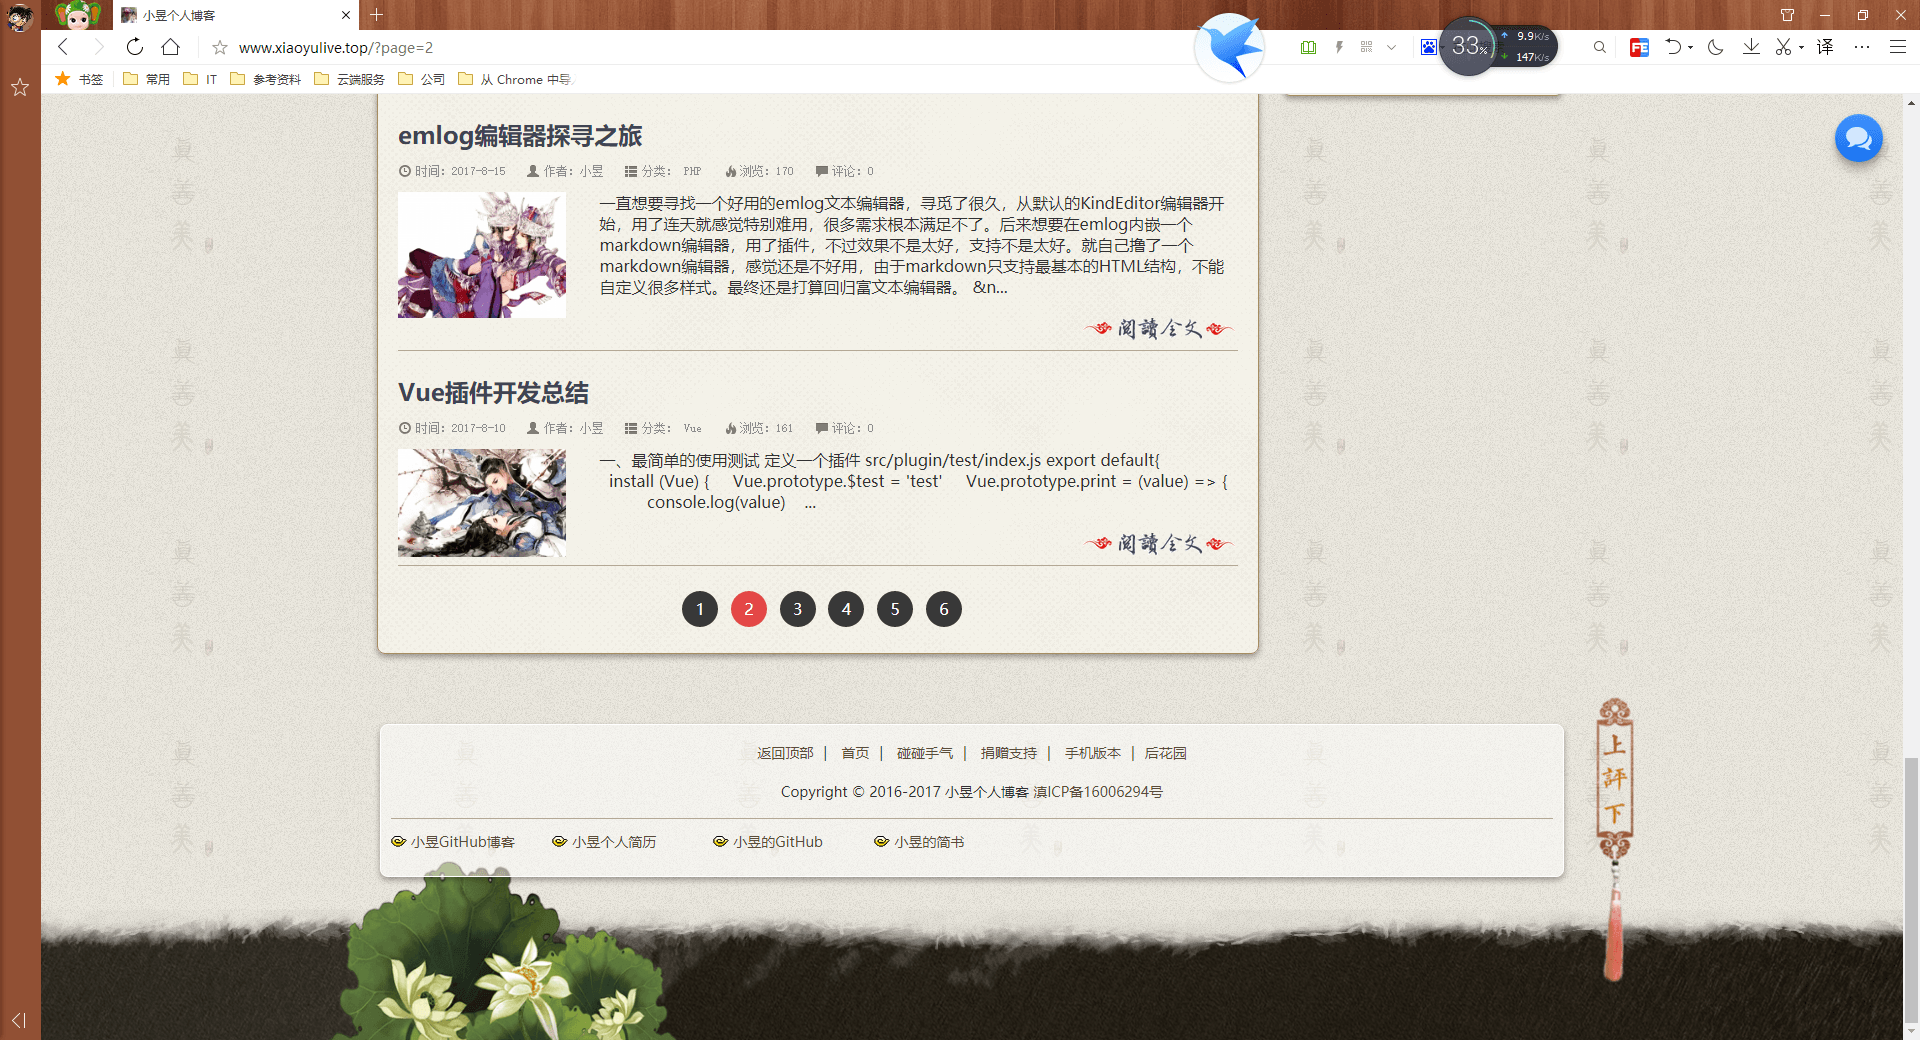 小昱个人博客
www.xiaoyulive.top/?page=2
33%
9.9K/s
147K/s
译
书签 常用 IT 参考资料 云端服务 公司 从 Chrome 中导
emlog编辑器探寻之旅
时间：2017-8-15 作者：小昱 分类： PHP 浏览：170 评论：0
一直想要寻找一个好用的emlog文本编辑器，寻觅了很久，从默认的KindEditor编辑器开
始，用了连天就感觉特别难用，很多需求根本满足不了。后来想要在emlog内嵌一个
markdown编辑器，用了插件，不过效果不是太好，支持不是太好。就自己撸了一个
markdown编辑器，感觉还是不好用，由于markdown只支持最基本的HTML结构，不能
自定义很多样式。最终还是打算回归富文本编辑器。 &n...
閱讀全文
Vue插件开发总结
时间：2017-8-10 作者：小昱 分类： Vue 浏览：161 评论：0
一、最简单的使用测试 定义一个插件 src/plugin/test/index.js export default{
install (Vue) { Vue.prototype.$test = 'test' Vue.prototype.print = (value) => {
console.log(value) ...
閱讀全文
1 2 3 4 5 6
返回顶部 | 首页 | 碰碰手气 | 捐赠支持 | 手机版本 | 后花园
Copyright © 2016-2017 小昱个人博客 滇ICP备16006294号
小昱GitHub博客 小昱个人简历 小昱的GitHub 小昱的简书
上
評
下
真
善
美